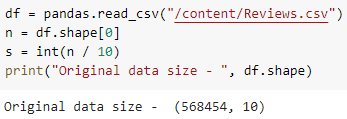 df = pandas.read_csv("/content/Reviews.csv")
n = df.shape[0]
s = int(n / 10)
print("Original data size - ", df.shape)
Original data size -  (568454, 10)